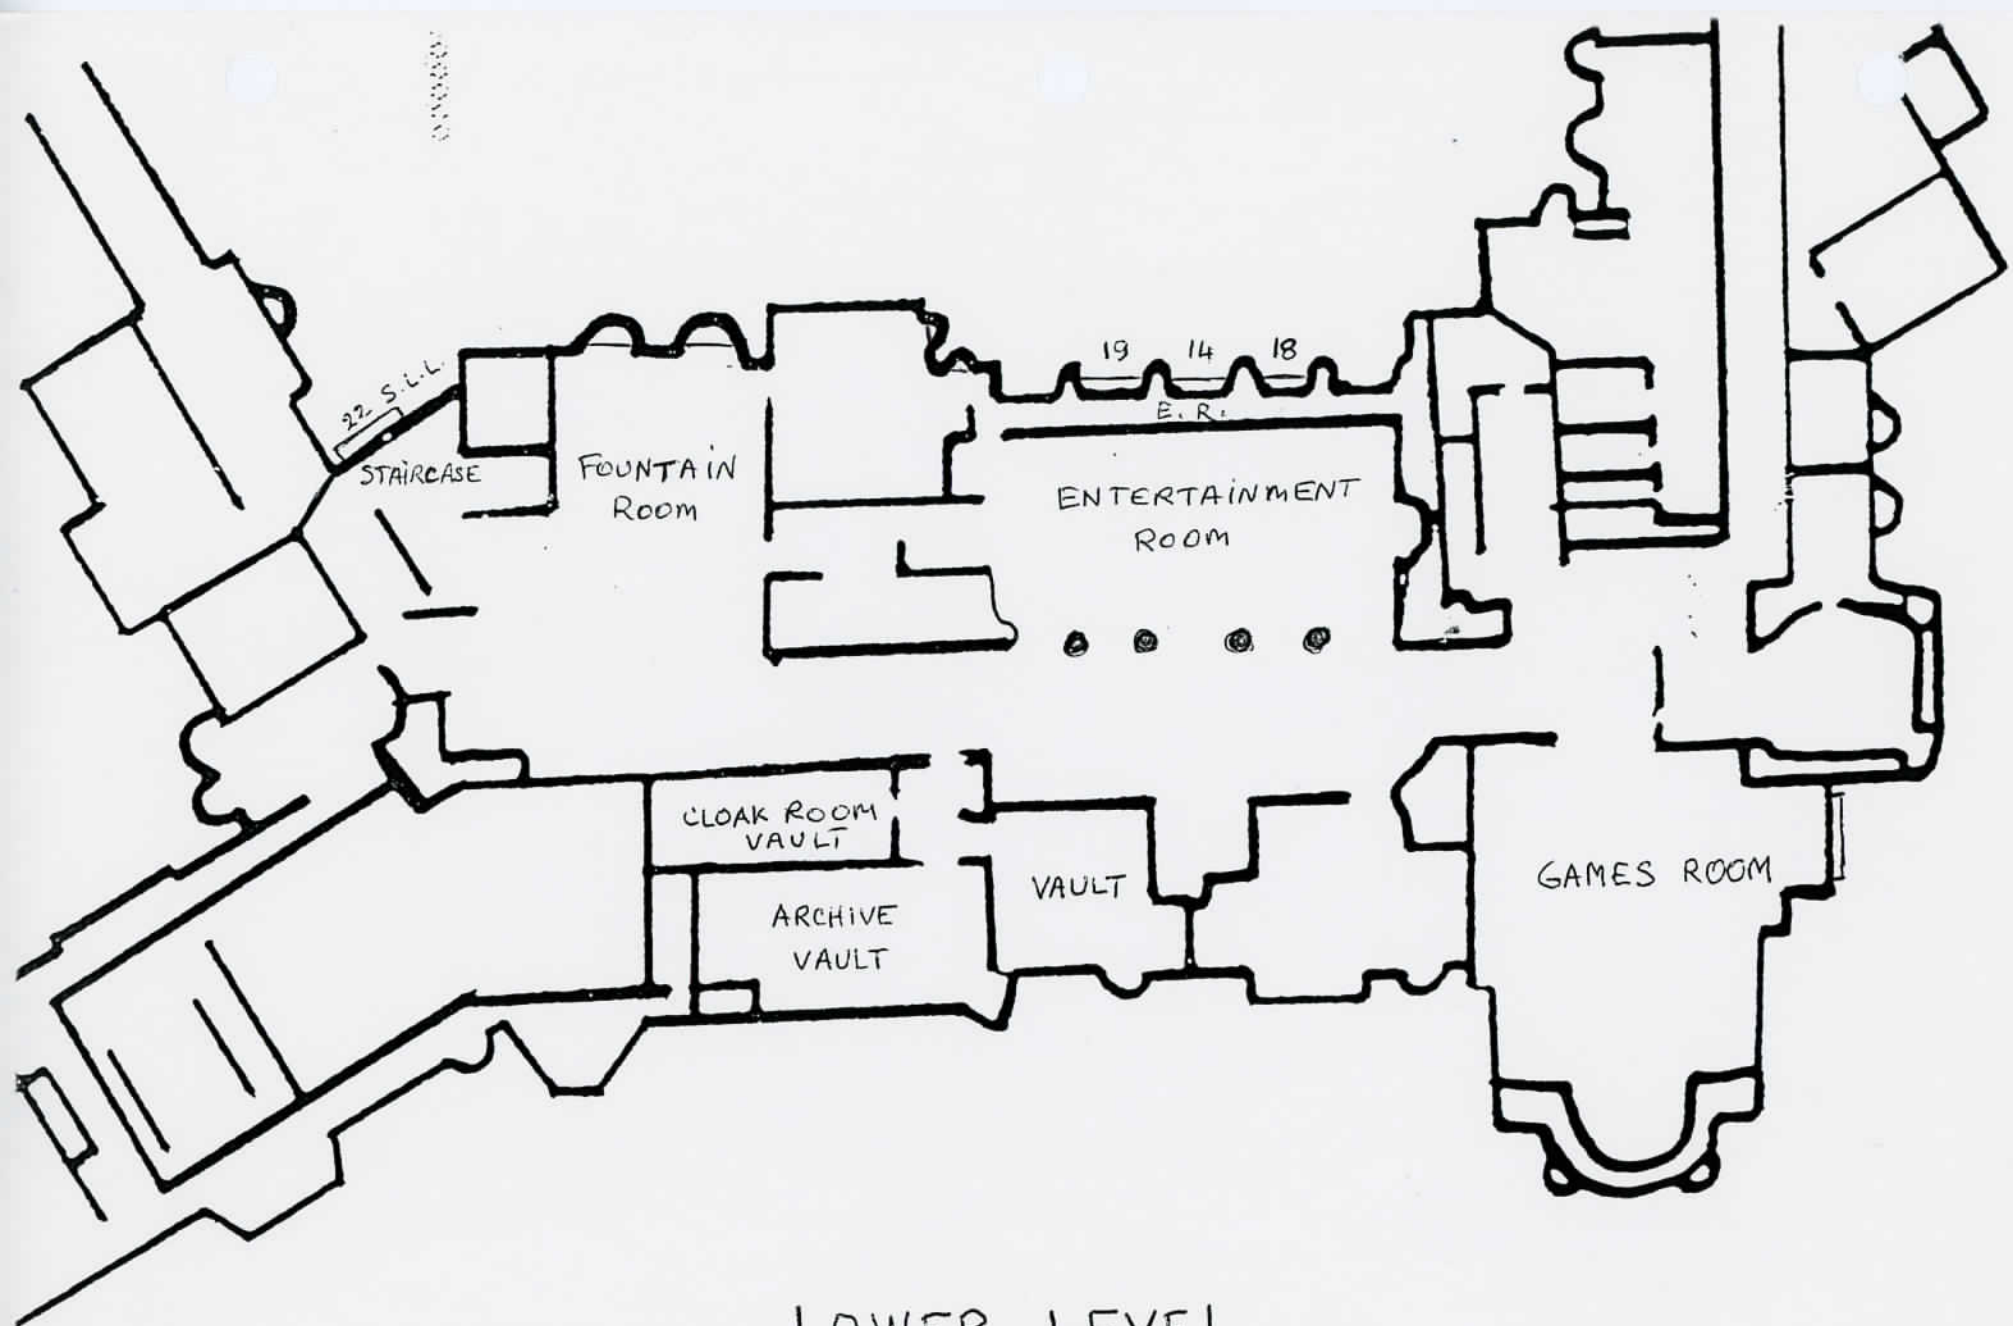 19 14 18
E. R.
22 S.L.L.
STAIRCASE
FOUNTAIN
ROOM
ENTERTAINMENT
ROOM
CLOAK ROOM
VAULT
VAULT
ARCHIVE
VAULT
GAMES ROOM
LOWER LEVEL